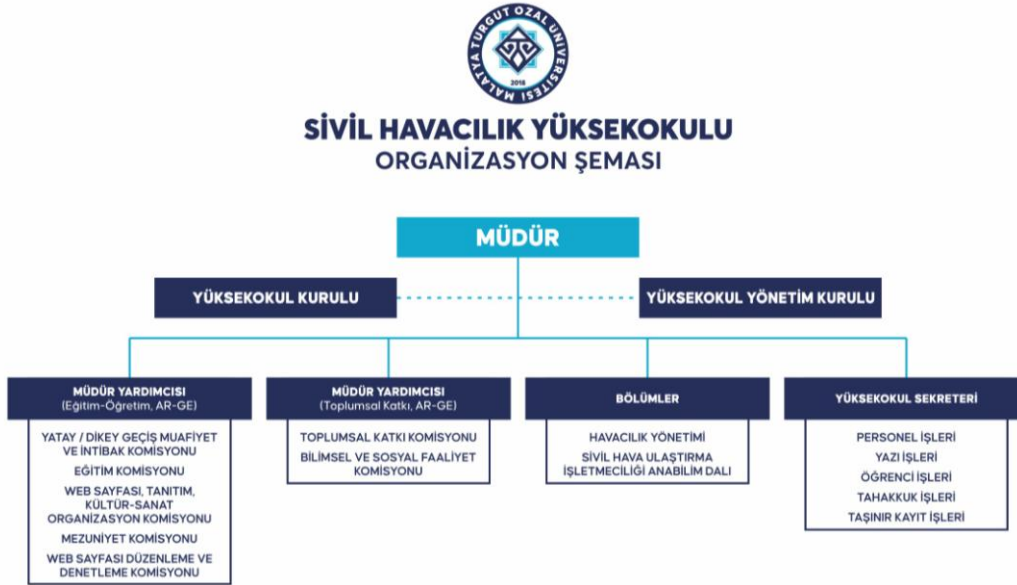 MALATYA TURGUT ÖZAL ÜNİVERSİTESİ
2018
SİVİL HAVACILIK YÜKSEKOKULU
ORGANİZASYON ŞEMASI
MÜDÜR
YÜKSEKOKUL KURULU
YÜKSEKOKUL YÖNETİM KURULU
MÜDÜR YARDIMCISI
(Eğitim-Öğretim, AR-GE)
YATAY / DİKEY GEÇİŞ MUAFİYET
VE İNTİBAK KOMİSYONU
EĞİTİM KOMİSYONU
WEB SAYFASI, TANITIM,
KÜLTÜR-SANAT
ORGANİZASYON KOMİSYONU
MEZUNİYET KOMİSYONU
WEB SAYFASI DÜZENLEME VE
DENETLEME KOMİSYONU
MÜDÜR YARDIMCISI
(Toplumsal Katkı, AR-GE)
TOPLUMSAL KATKI KOMİSYONU
BİLİMSEL VE SOSYAL FAALİYET
KOMİSYONU
BÖLÜMLER
HAVACILIK YÖNETİMİ
SİVİL HAVA ULAŞTIRMA
İŞLETMECİLİĞİ ANABİLİM DALI
YÜKSEKOKUL SEKRETERİ
PERSONEL İŞLERİ
YAZI İŞLERİ
ÖĞRENCİ İŞLERİ
TAHAKKUK İŞLERİ
TAŞINIR KAYIT İŞLERİ